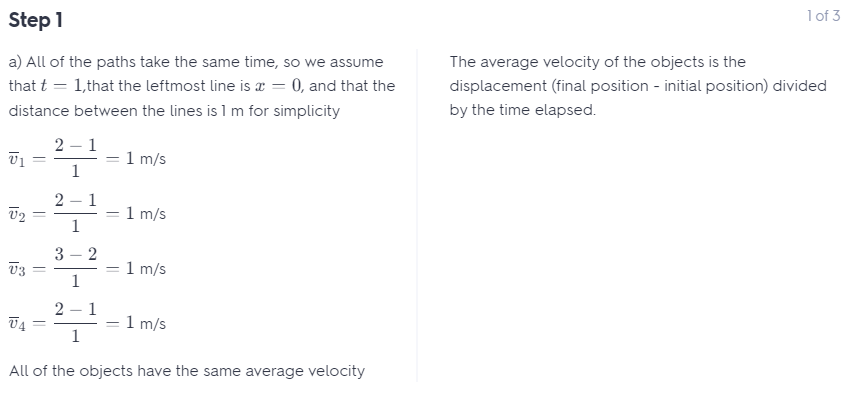 Step 1
1 of 3
a) All of the paths take the same time, so we assume
that t = 1,that the leftmost line is x = 0, and that the
distance between the lines is 1 m for simplicity
v̅₁ = (2 − 1)/1 = 1 m/s
v̅₂ = (2 − 1)/1 = 1 m/s
v̅₃ = (3 − 2)/1 = 1 m/s
v̅₄ = (2 − 1)/1 = 1 m/s
All of the objects have the same average velocity
The average velocity of the objects is the
displacement (final position - initial position) divided
by the time elapsed.